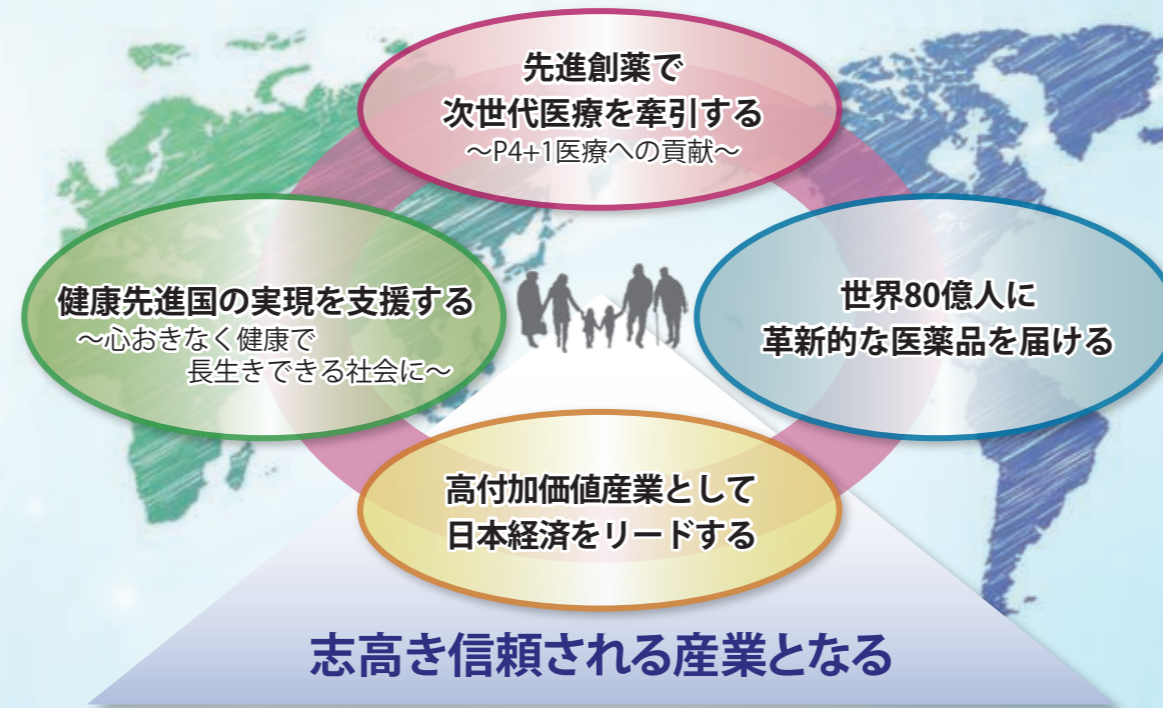 先進創薬で
次世代医療を牽引する
～P4+1医療への貢献～
健康先進国の実現を支援する
～心おきなく健康で
長生きできる社会に～
世界80億人に
革新的な医薬品を届ける
高付加価値産業として
日本経済をリードする
志高き信頼される産業となる